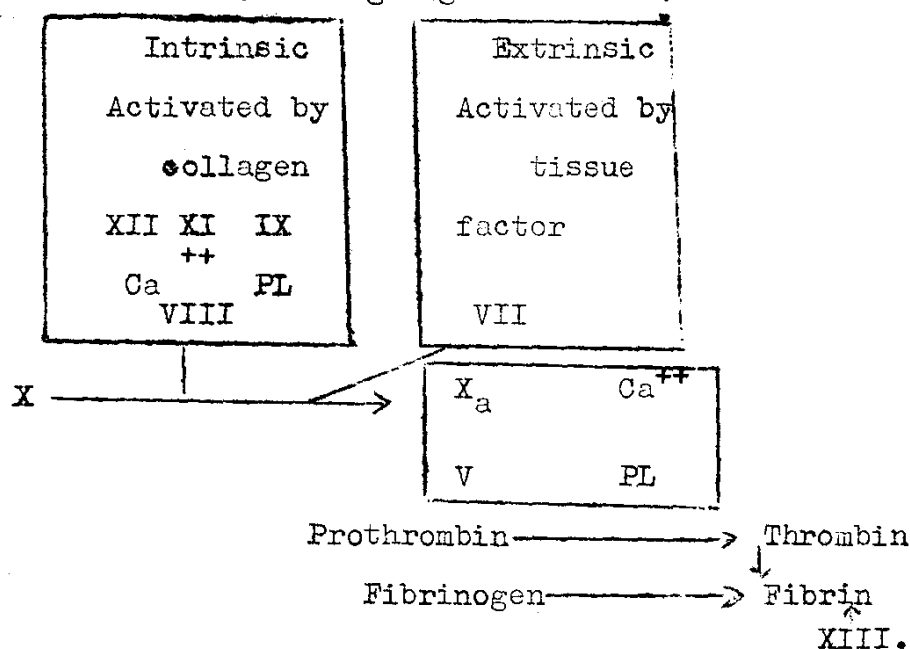 Intrinsic
Activated by
collagen
XII XI IX
++
Ca PL
VIII
Extrinsic
Activated by
tissue
factor
VII
X
Xa Ca++
V PL
Prothrombin Thrombin
Fibrinogen Fibrin
XIII.